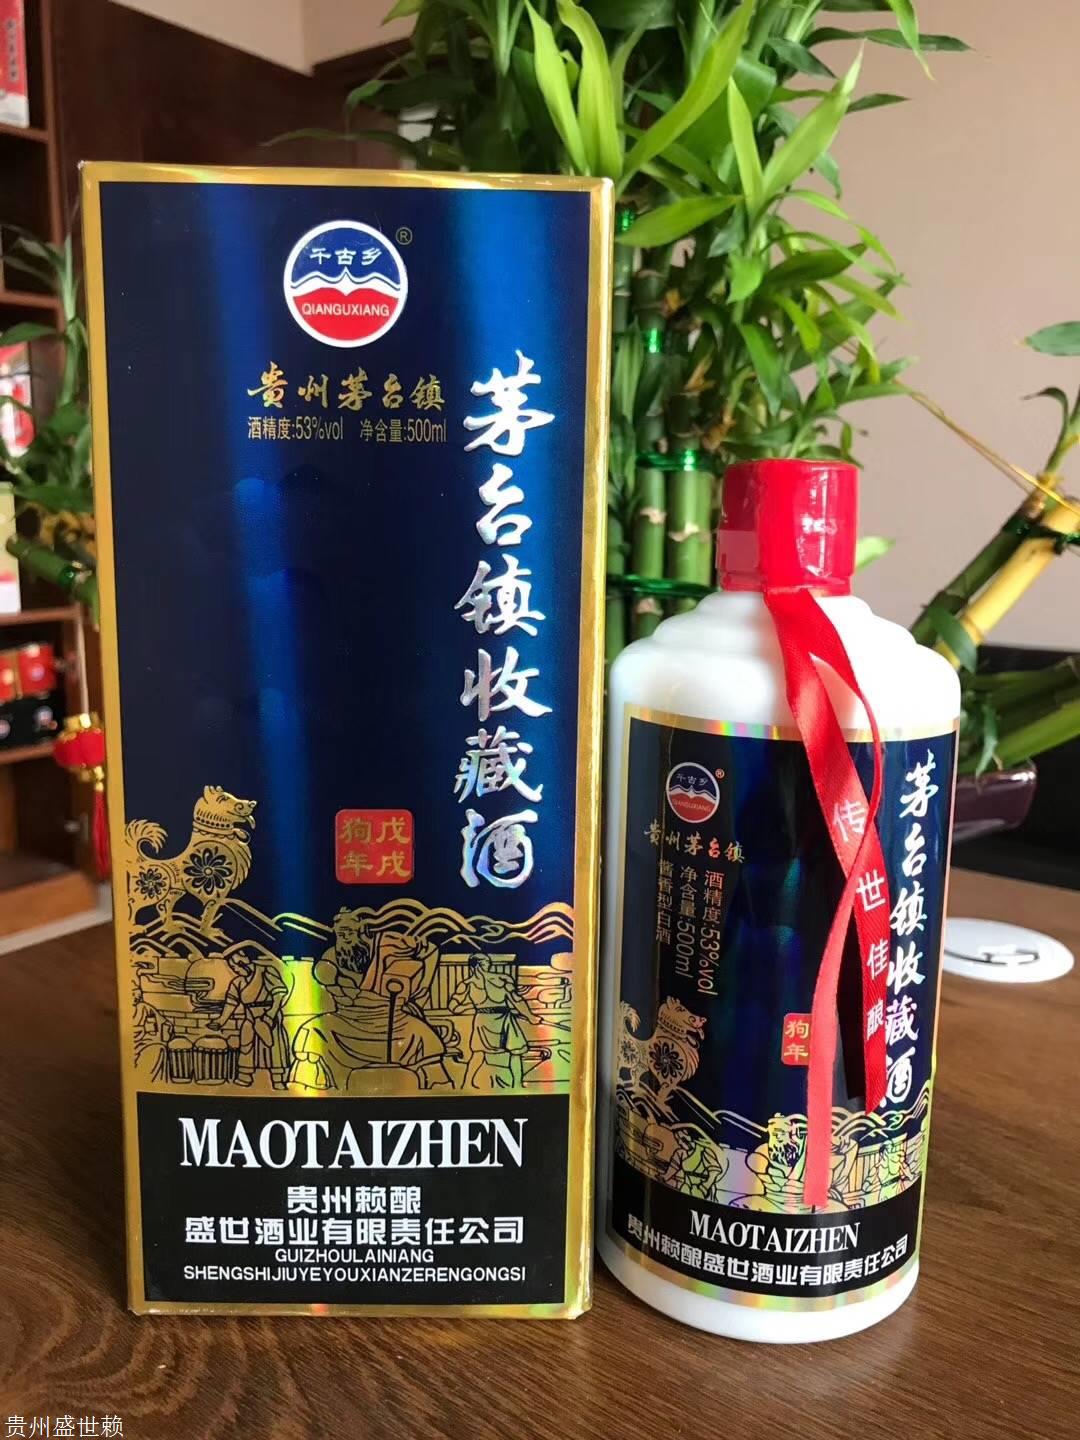 千古乡
QIANGUXIANG
®
贵州茅台镇
酒精度:53%vol 净含量:500ml
茅台镇收藏酒
戊戌
狗年
MAOTAIZHEN
贵州赖酿
盛世酒业有限责任公司
GUIZHOULAINIANG
SHENGSHIJIUYEYOUXIANZERENGONGSI
千古乡
QIANGUXIANG
®
贵州茅台镇
酒精度:53%vol
净含量:500ml
酱香型白酒
茅台镇收藏酒
传世佳酿
狗年
MAOTAIZHEN
贵州赖酿盛世酒业有限责任公司
贵州盛世赖